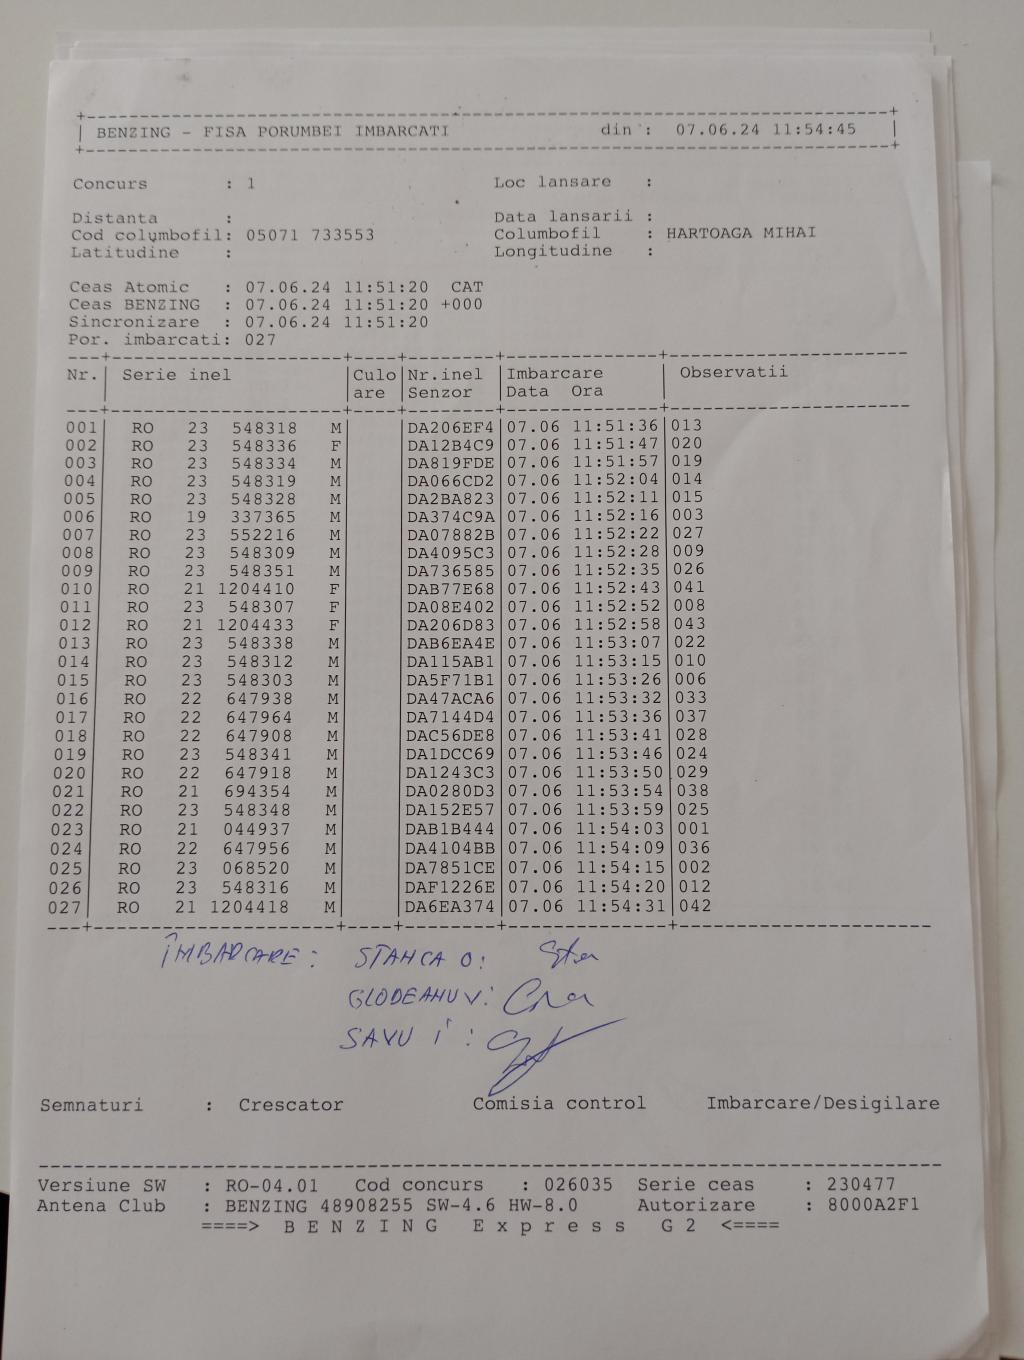 +------------------------------------------------------------+
| BENZING - FISA PORUMBEI IMBARCATI din : 07.06.24 11:54:45 |
+------------------------------------------------------------+
Concurs : 1 Loc lansare :
Distanta : Data lansarii :
Cod columbofil: 05071 733553 Columbofil : HARTOAGA MIHAI
Latitudine : Longitudine :
Ceas Atomic : 07.06.24 11:51:20 CAT
Ceas BENZING : 07.06.24 11:51:20 +000
Sincronizare : 07.06.24 11:51:20
Por. imbarcati: 027
Nr.| Serie inel |Culo|Nr.inel |Imbarcare | Observatii
| |are |Senzor |Data Ora |
001| RO 23 548318 M| |DA206EF4|07.06 11:51:36|013
002| RO 23 548336 F| |DA12B4C9|07.06 11:51:47|020
003| RO 23 548334 M| |DA819FDE|07.06 11:51:57|019
004| RO 23 548319 M| |DA066CD2|07.06 11:52:04|014
005| RO 23 548328 M| |DA2BA823|07.06 11:52:11|015
006| RO 19 337365 M| |DA374C9A|07.06 11:52:16|003
007| RO 23 552216 M| |DA07882B|07.06 11:52:22|027
008| RO 23 548309 M| |DA4095C3|07.06 11:52:28|009
009| RO 23 548351 M| |DA736585|07.06 11:52:35|026
010| RO 21 1204410 F| |DAB77E68|07.06 11:52:43|041
011| RO 23 548307 F| |DA08E402|07.06 11:52:52|008
012| RO 21 1204433 F| |DA206D83|07.06 11:52:58|043
013| RO 23 548338 M| |DAB6EA4E|07.06 11:53:07|022
014| RO 23 548312 M| |DA115AB1|07.06 11:53:15|010
015| RO 23 548303 M| |DA5F71B1|07.06 11:53:26|006
016| RO 22 647938 M| |DA47ACA6|07.06 11:53:32|033
017| RO 22 647964 M| |DA7144D4|07.06 11:53:36|037
018| RO 22 647908 M| |DAC56DE8|07.06 11:53:41|028
019| RO 23 548341 M| |DA1DCC69|07.06 11:53:46|024
020| RO 22 647918 M| |DA1243C3|07.06 11:53:50|029
021| RO 21 694354 M| |DA0280D3|07.06 11:53:54|038
022| RO 23 548348 M| |DA152E57|07.06 11:53:59|025
023| RO 21 044937 M| |DAB1B444|07.06 11:54:03|001
024| RO 22 647956 M| |DA4104BB|07.06 11:54:09|036
025| RO 23 068520 M| |DA7851CE|07.06 11:54:15|002
026| RO 23 548316 M| |DAF1226E|07.06 11:54:20|012
027| RO 21 1204418 M| |DA6EA374|07.06 11:54:31|042
ÎMBARCARE: STANCA O:
GLODEANU V:
SAVU I :
Semnaturi : Crescator Comisia control Imbarcare/Desigilare
Versiune SW : RO-04.01 Cod concurs : 026035 Serie ceas : 230477
Antena Club : BENZING 48908255 SW-4.6 HW-8.0 Autorizare : 8000A2F1
====> B E N Z I N G E x p r e s s G 2 <====